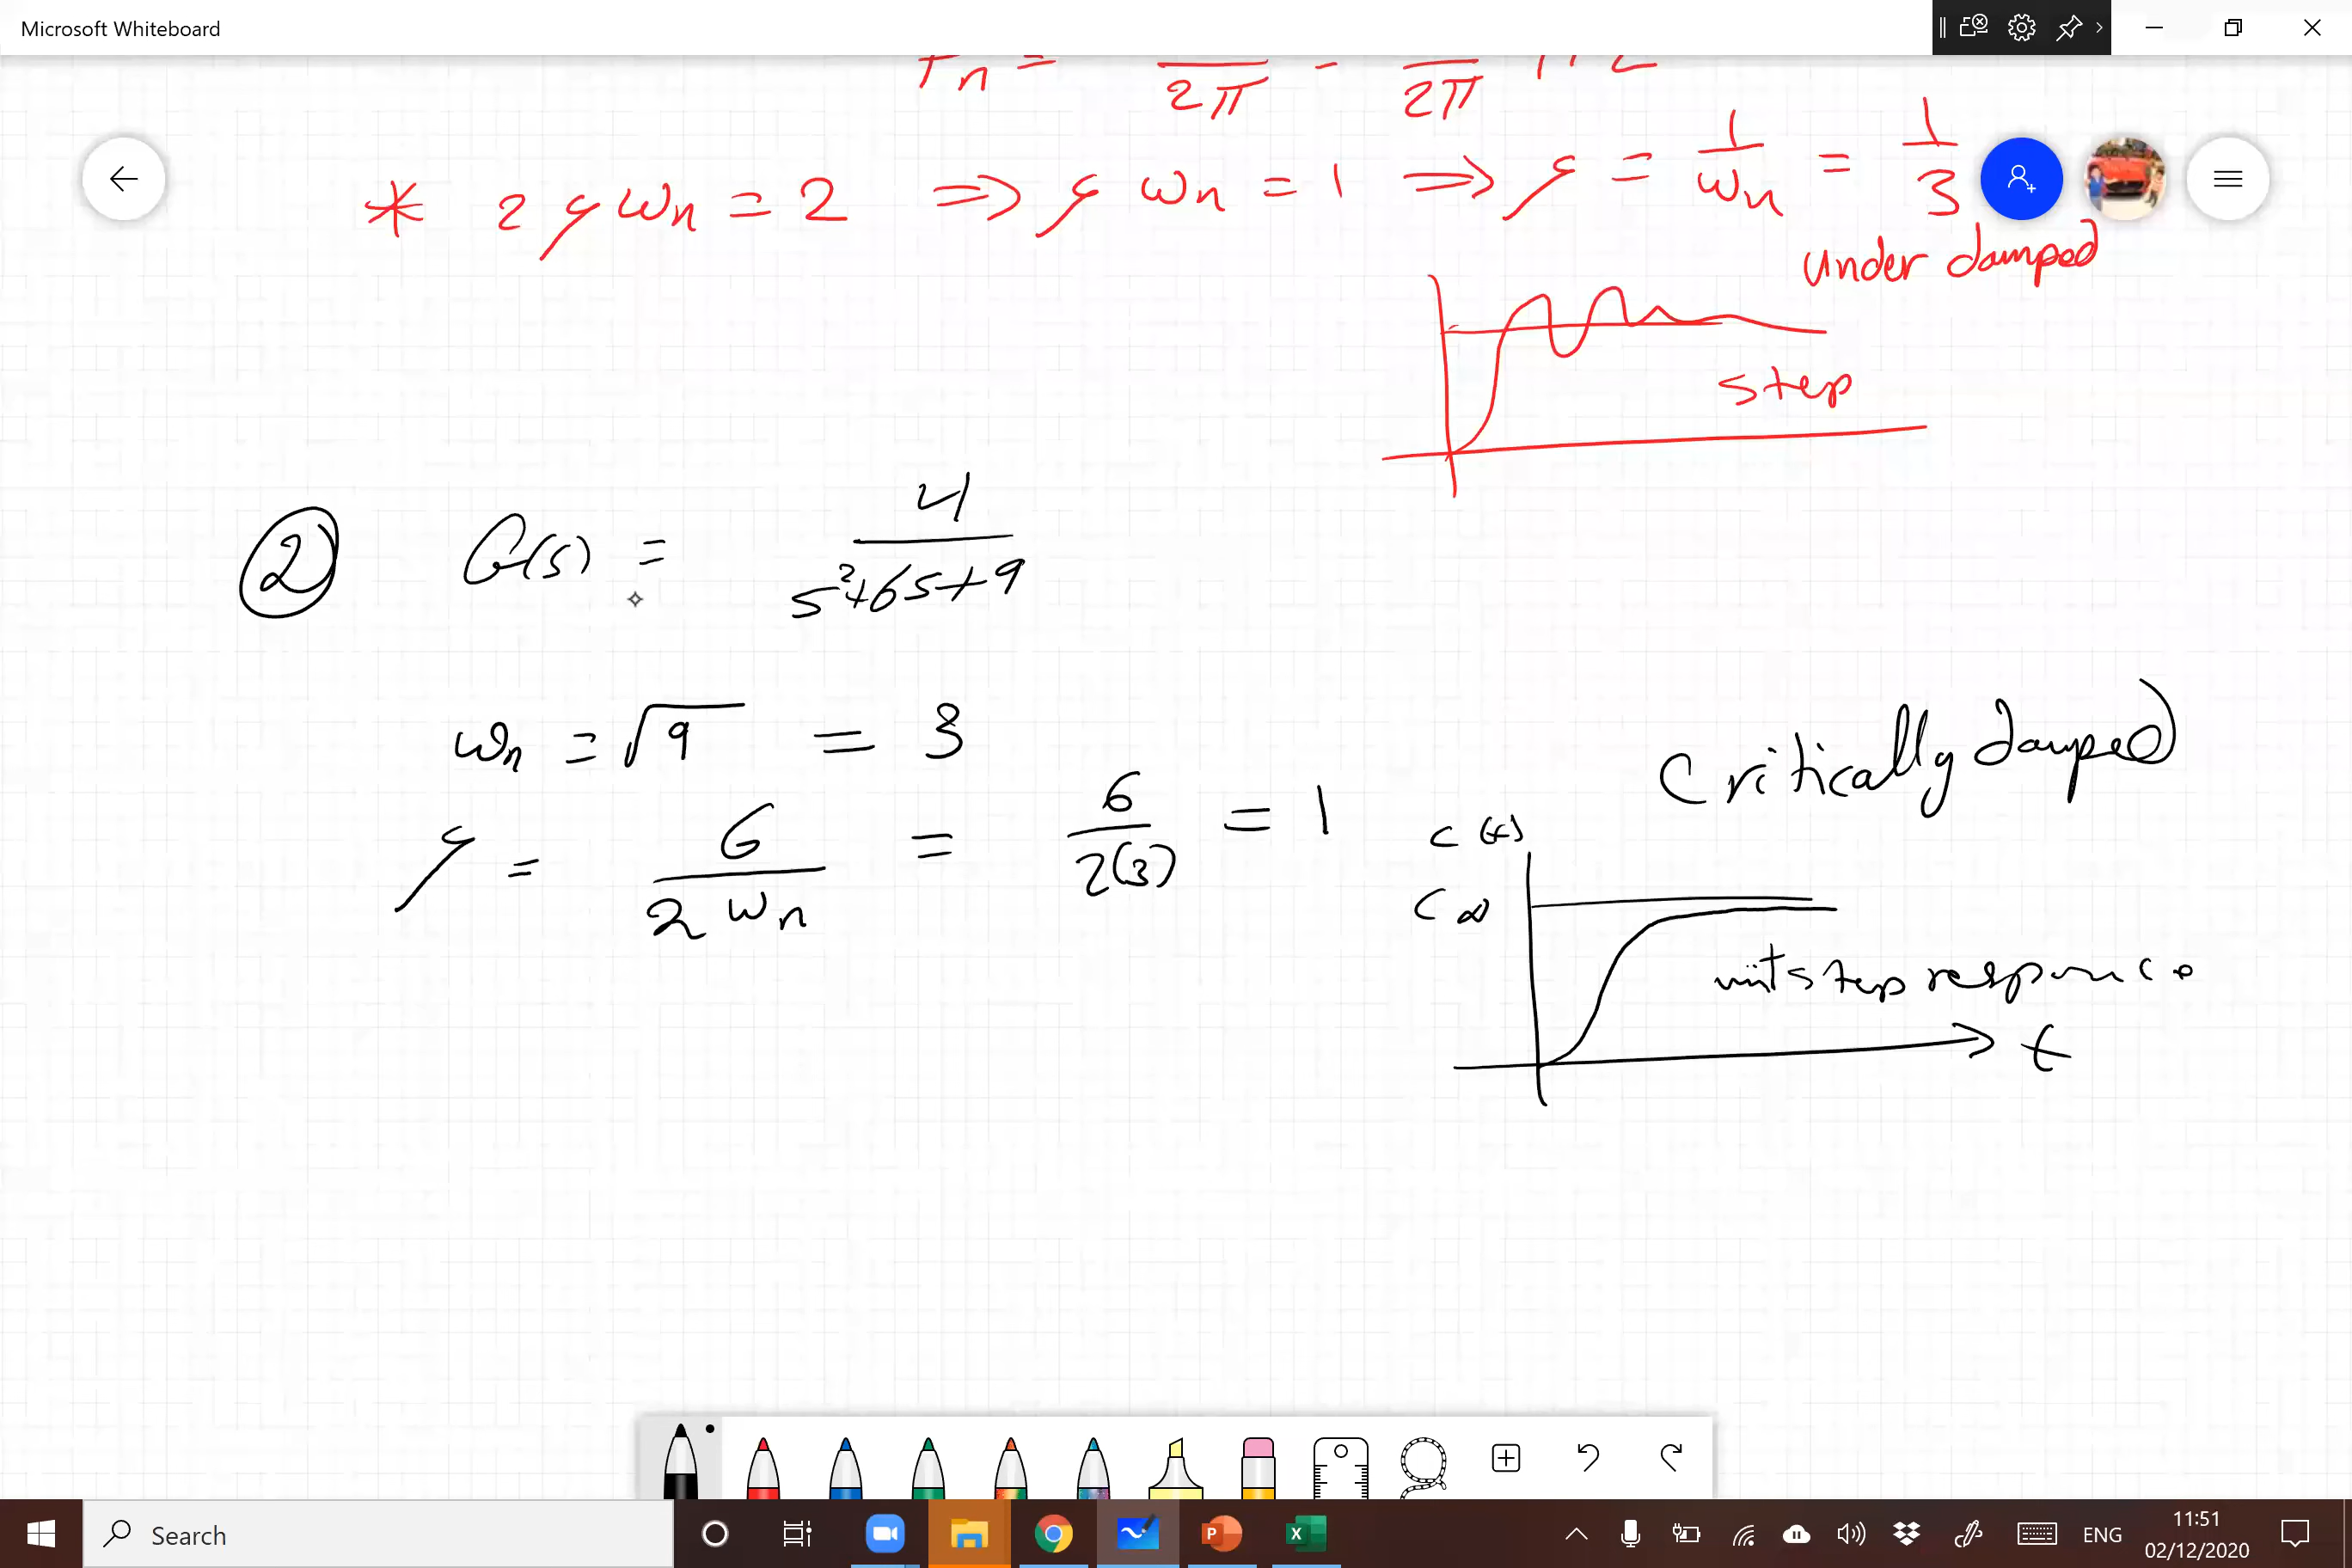 Microsoft Whiteboard
2π - 2π
* 2ζωn = 2 ⇒ ζωn = 1 ⇒ ζ = 1/ωn = 1/3
under damped
step
② G(s) = 4/(s²+6s+9)
ωn = √9 = 3
Critically damped
ζ = 6/(2ωn) = 6/(2(3)) = 1
C(t)
C∞
unit step response
t
Search
ENG
11:51
02/12/2020